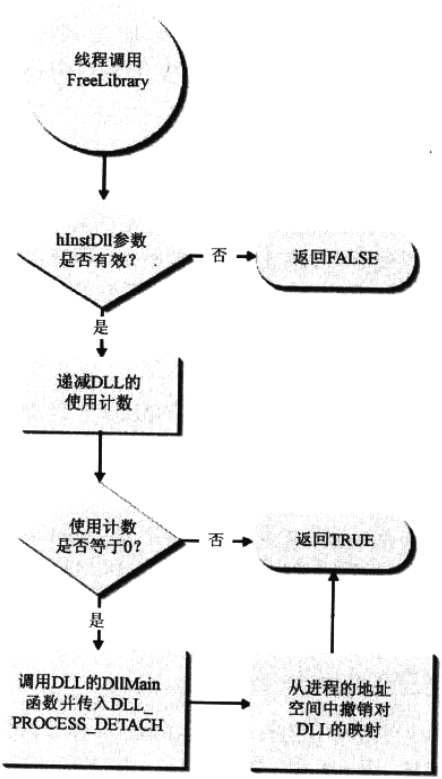 线程调用
FreeLibrary
hInstDll参数
是否有效?
否
返回FALSE
是
递减DLL的
使用计数
使用计数
是否等于0?
否
返回TRUE
是
调用DLL的DllMain
函数并传入DLL_
PROCESS_DETACH
从进程的地址
空间中撤销对
DLL的映射